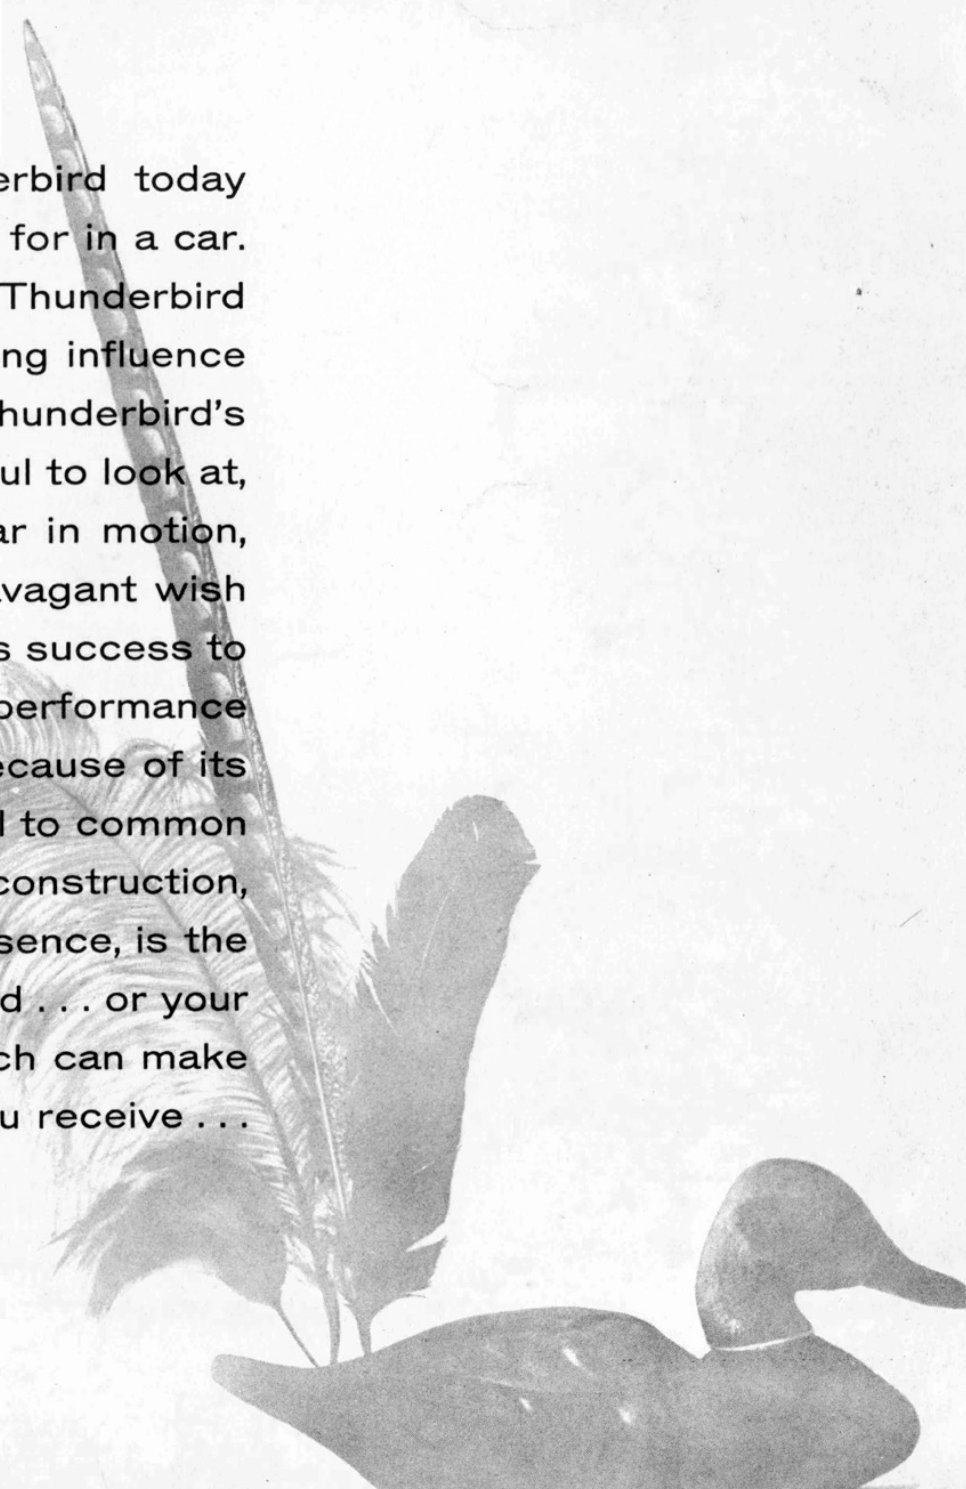 erbird today
for in a car.
Thunderbird
ng influence
hunderbird's
ul to look at,
ar in motion,
vagant wish
s success to
performance
ecause of its
l to common
construction,
sence, is the
d . . . or your
ch can make
u receive . . .